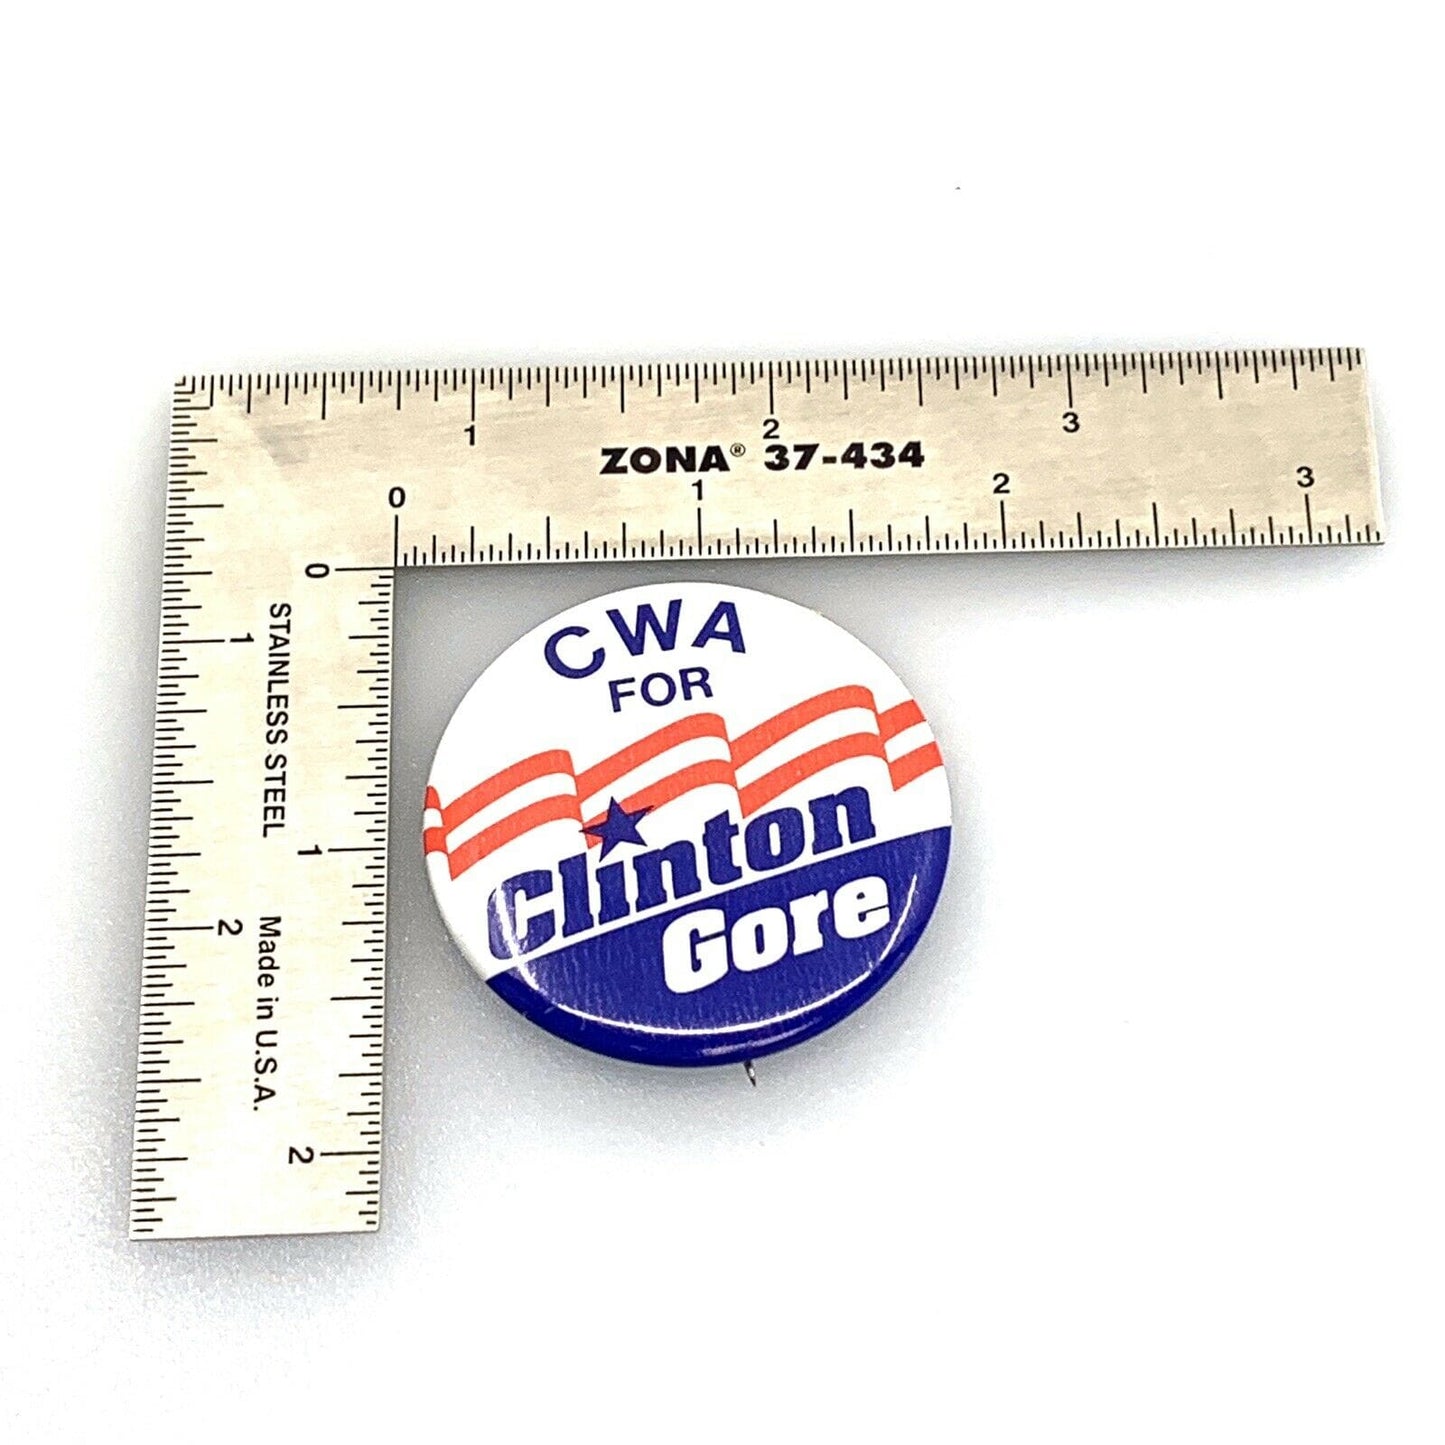 1 2 3
ZONA® 37-434
0 1 2 3
0 1 2
1 2
STAINLESS STEEL Made in U.S.A.
CWA
FOR
Clinton
Gore